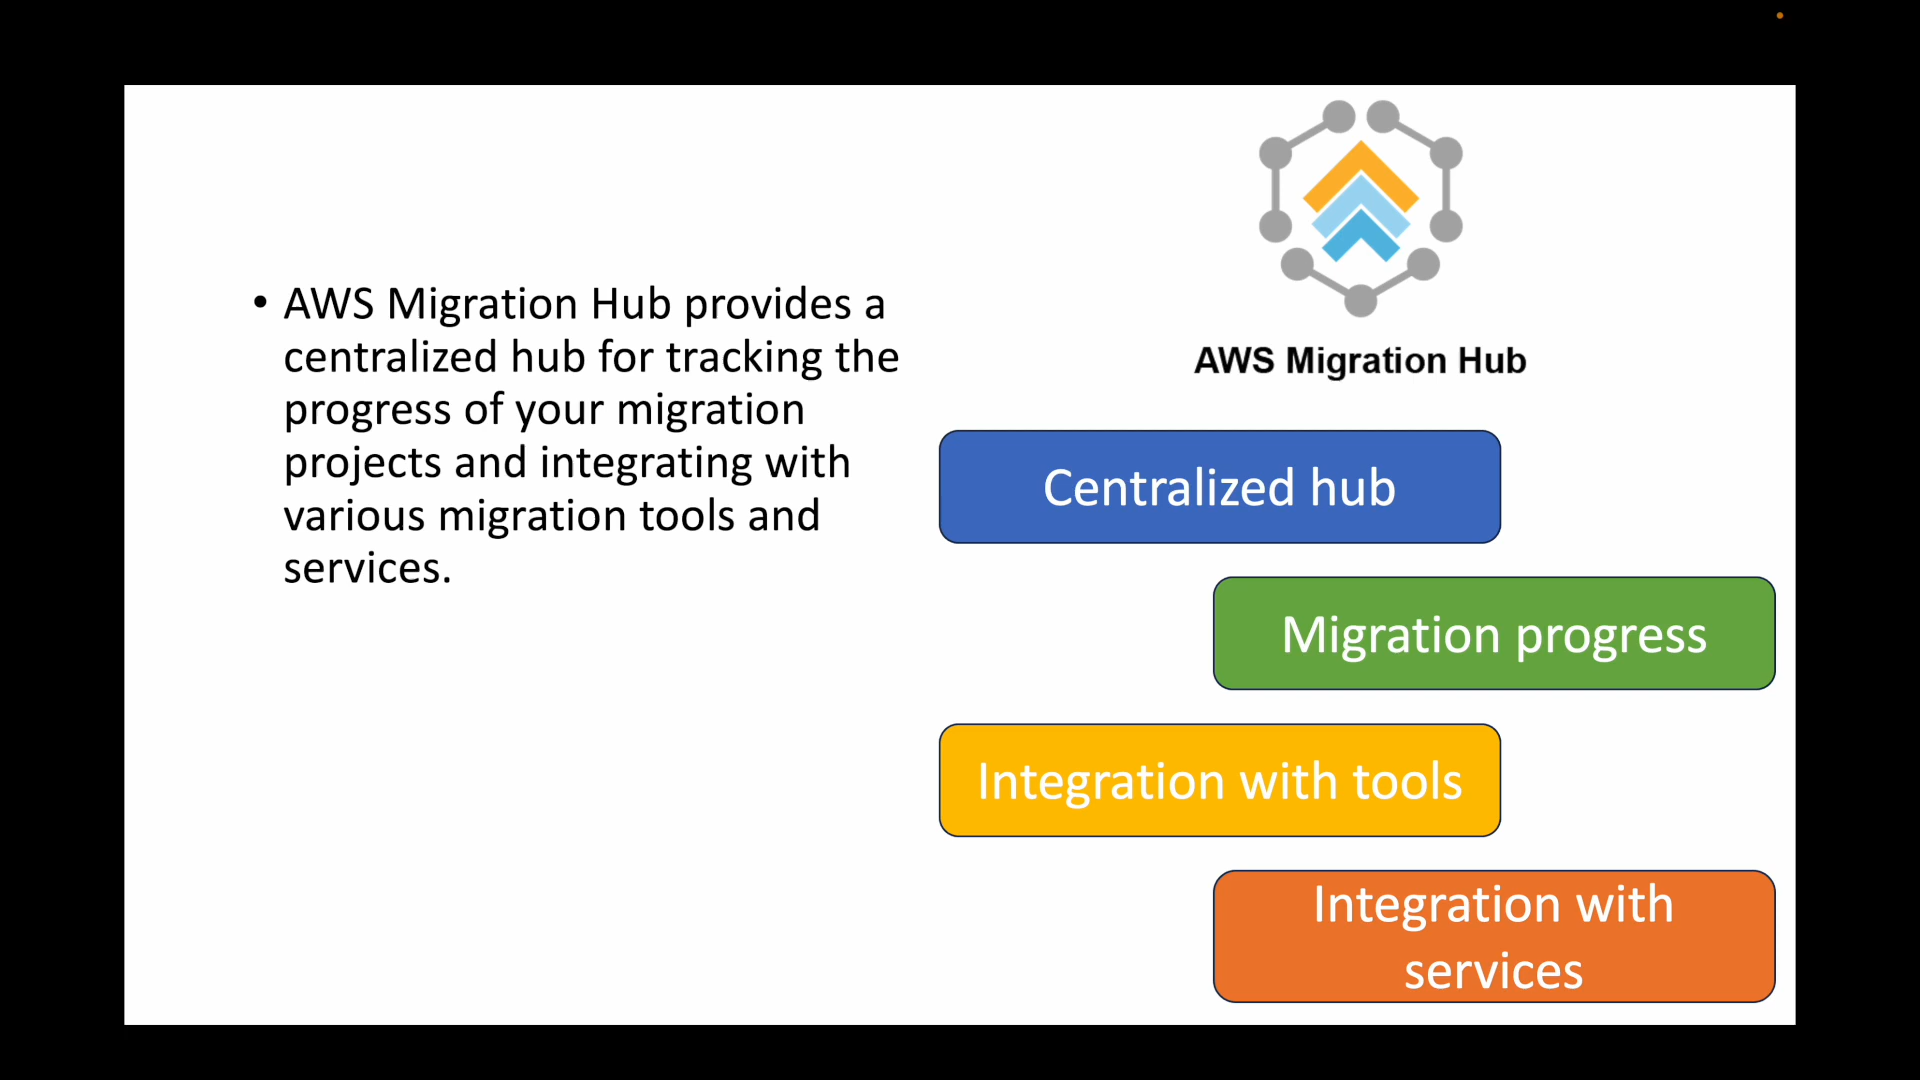 • AWS Migration Hub provides a
centralized hub for tracking the
progress of your migration
projects and integrating with
various migration tools and
services.
AWS Migration Hub
Centralized hub
Migration progress
Integration with tools
Integration with
services